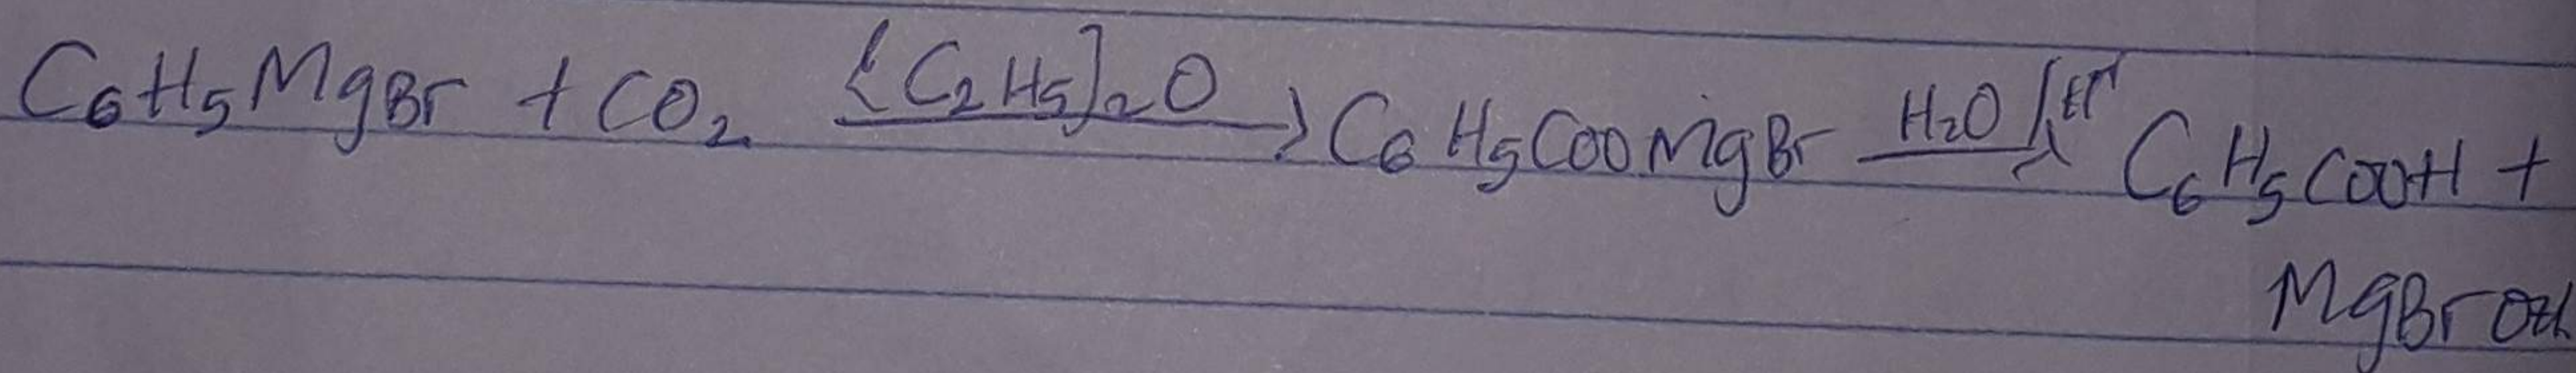 C₆H₅MgBr + CO₂ {C₂H₅]₂O → C₆H₅COOMgBr H₂O/H⁺ → C₆H₅COOH +
MgBrOH